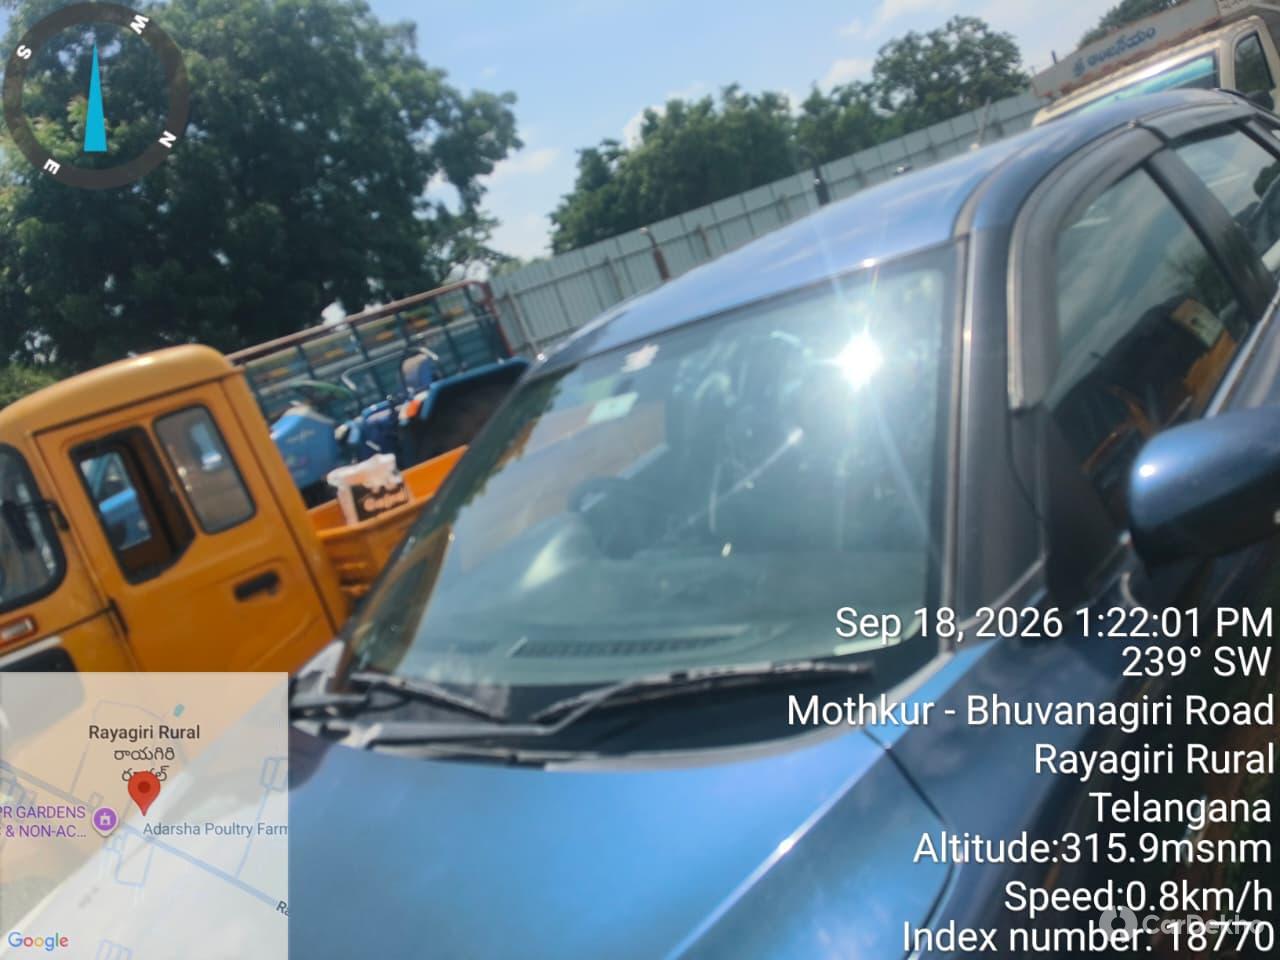 W
S
N
E
శ్రీ ఆంజనేయం
Sep 18, 2026 1:22:01 PM
239° SW
Mothkur - Bhuvanagiri Road
Rayagiri Rural
Telangana
Altitude:315.9msnm
Speed:0.8km/h
Index number: 18770
CarDekho
Rayagiri Rural
రాయగిరి
PR GARDENS
& NON-AC...
Adarsha Poultry Farm
Google